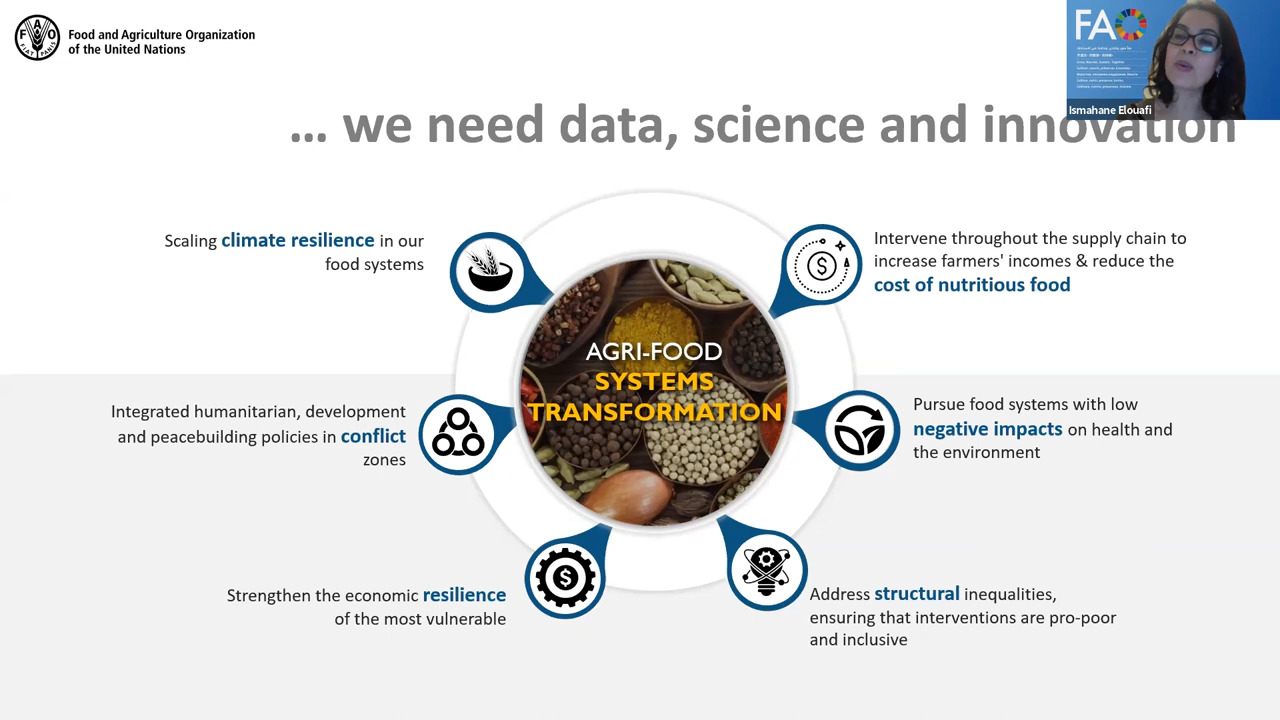 Food and Agriculture Organization
of the United Nations
FAO
Ismahane Elouafi
... we need data, science and innovation
Scaling climate resilience in our
food systems
Intervene throughout the supply chain to
increase farmers' incomes & reduce the
cost of nutritious food
AGRI-FOOD
SYSTEMS
TRANSFORMATION
Integrated humanitarian, development
and peacebuilding policies in conflict
zones
Pursue food systems with low
negative impacts on health and
the environment
Strengthen the economic resilience
of the most vulnerable
Address structural inequalities,
ensuring that interventions are pro-poor
and inclusive